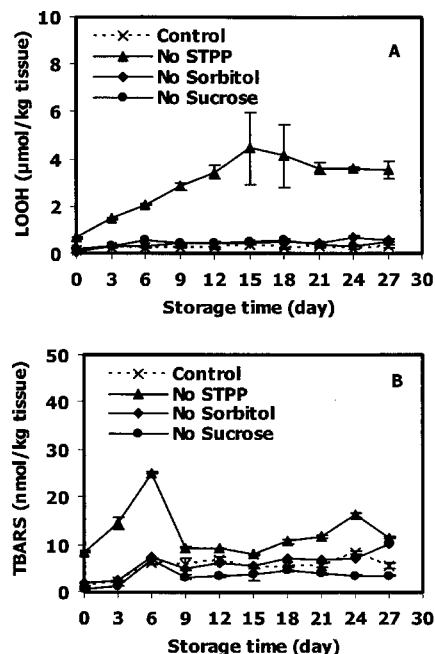 10
8
6
4
2
0
LOOH (µmol/kg tissue)
Control
No STPP
No Sorbitol
No Sucrose
A
0 3 6 9 12 15 18 21 24 27 30
Storage time (day)
50
40
30
20
10
0
TBARS (nmol/kg tissue)
Control
No STPP
No Sorbitol
No Sucrose
B
0 3 6 9 12 15 18 21 24 27 30
Storage time (day)